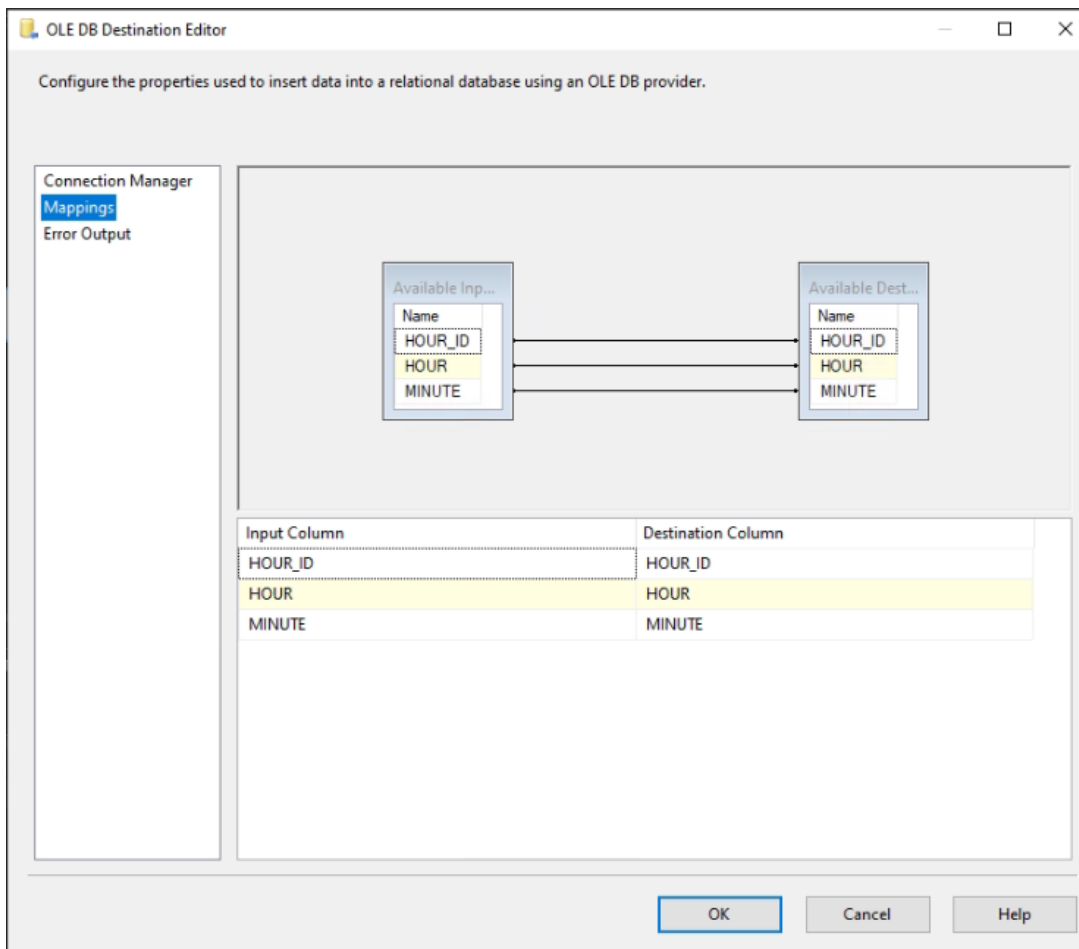 OLE DB Destination Editor
Configure the properties used to insert data into a relational database using an OLE DB provider.
Connection Manager
Mappings
Error Output
Available Inp...
Name
HOUR_ID
HOUR
MINUTE
Available Dest...
Name
HOUR_ID
HOUR
MINUTE
Input Column Destination Column
HOUR_ID HOUR_ID
HOUR HOUR
MINUTE MINUTE
OK Cancel Help